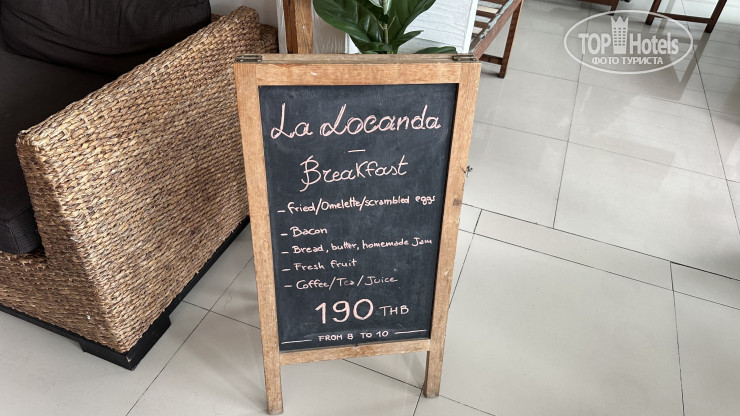 TOP Hotels
ФОТО ТУРИСТА
La Locanda
Breakfast
- fried/Omelette/scrambled eggs
- Bacon
- Bread, butter, homemade Jam
- Fresh fruit
- Coffee/Tea/Juice
190 THB
FROM 8 TO 10